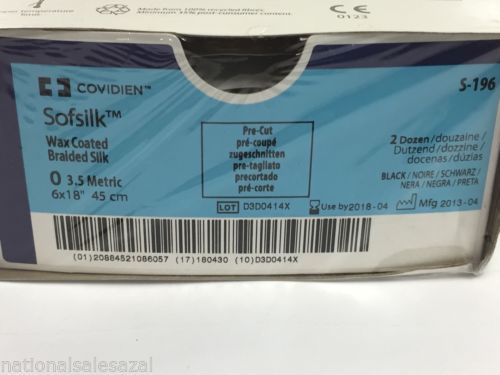 Made from 100% recycled fibers.
Minimum 35% post-consumer content.
0123
COVIDIEN™
S-196
Sofsilk™
Wax Coated
Braided Silk
0 3.5 Metric
6x18" 45 cm
Pre-Cut
pré-coupé
zugeschnitten
pre-tagliato
precortado
pré-corte
2 Dozen/douzaine/
Dutzend/dozzine/
docenas/dúzias
BLACK/NOIRE/SCHWARZ/
NERA/NEGRA/PRETA
LOT D3D0414X
Use by 2018-04
Mfg 2013-04
(01)20884521086057 (17)180430 (10)D3D0414X
nationalsalesazal